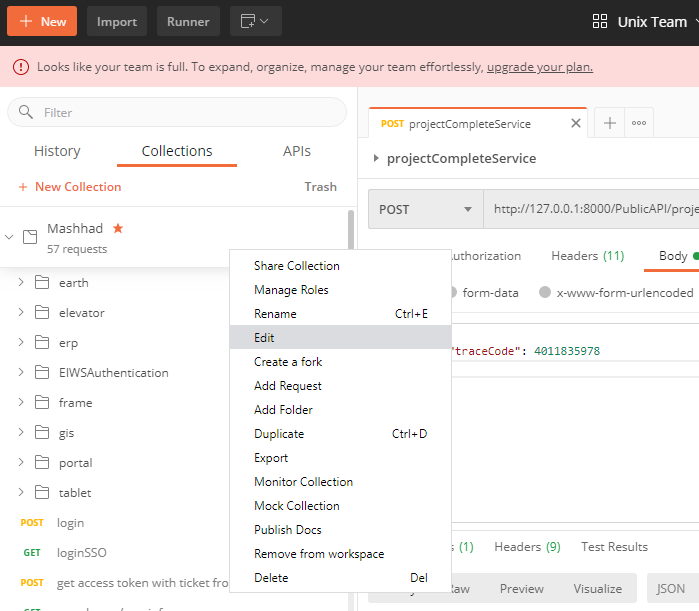 New Import Runner Unix Team
Looks like your team is full. To expand, organize, manage your team effortlessly, upgrade your plan.
Filter
History Collections APIs
+ New Collection Trash
Mashhad
57 requests
earth
elevator
erp
EIWSAuthentication
frame
gis
portal
tablet
POST login
GET loginSSO
POST get access token with ticket fro
Share Collection
Manage Roles
Rename Ctrl+E
Edit
Create a fork
Add Request
Add Folder
Duplicate Ctrl+D
Export
Monitor Collection
Mock Collection
Publish Docs
Remove from workspace
Delete Del
POST projectCompleteService
projectCompleteService
POST http://127.0.0.1:8000/PublicAPI/proje
uthorization Headers (11) Body
form-data x-www-form-urlencoded
"traceCode": 4011835978
(1) Headers (9) Test Results
Raw Preview Visualize JSON